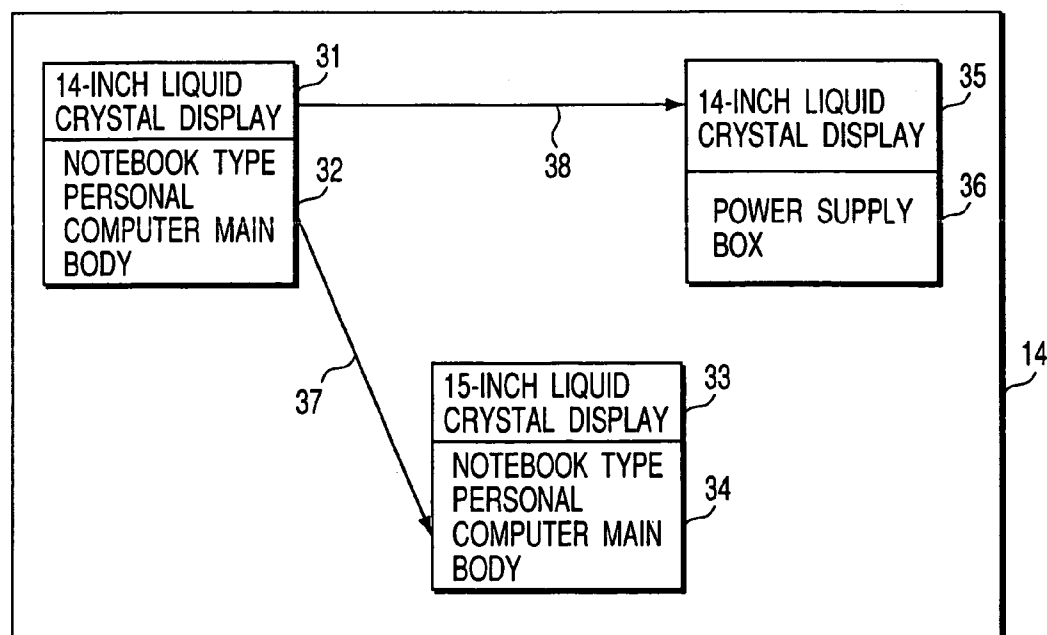 14-INCH LIQUID
CRYSTAL DISPLAY
31
NOTEBOOK TYPE
PERSONAL
COMPUTER MAIN
BODY
32
38
14-INCH LIQUID
CRYSTAL DISPLAY
35
POWER SUPPLY
BOX
36
37
15-INCH LIQUID
CRYSTAL DISPLAY
33
NOTEBOOK TYPE
PERSONAL
COMPUTER MAIN
BODY
34
14